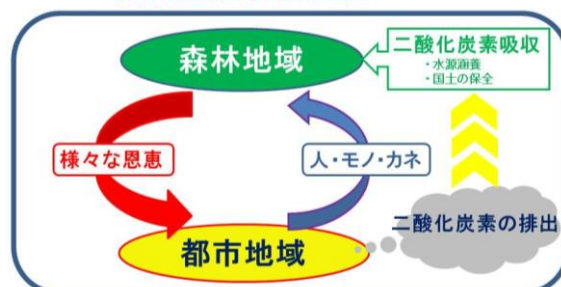 森林地域
二酸化炭素吸収
・水源涵養
・国土の保全
様々な恩恵
人・モノ・カネ
二酸化炭素の排出
都市地域